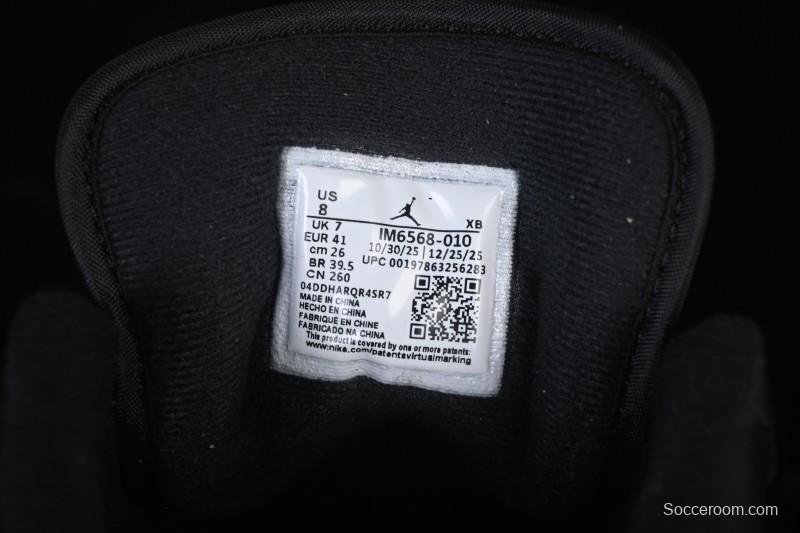 US
8
XB
UK 7
IM6568-010
EUR 41
10/30/25 | 12/25/25
cm 26
UPC 00197863256283
BR 39.5
CN 260
04DDHARQR4SR7
MADE IN CHINA
HECHO EN CHINA
FABRIQUE EN CHINE
FABRICADO NA CHINA
This product is covered by one or more patents:
www.nike.com/patentsvirtualmarking
Socceroom.com